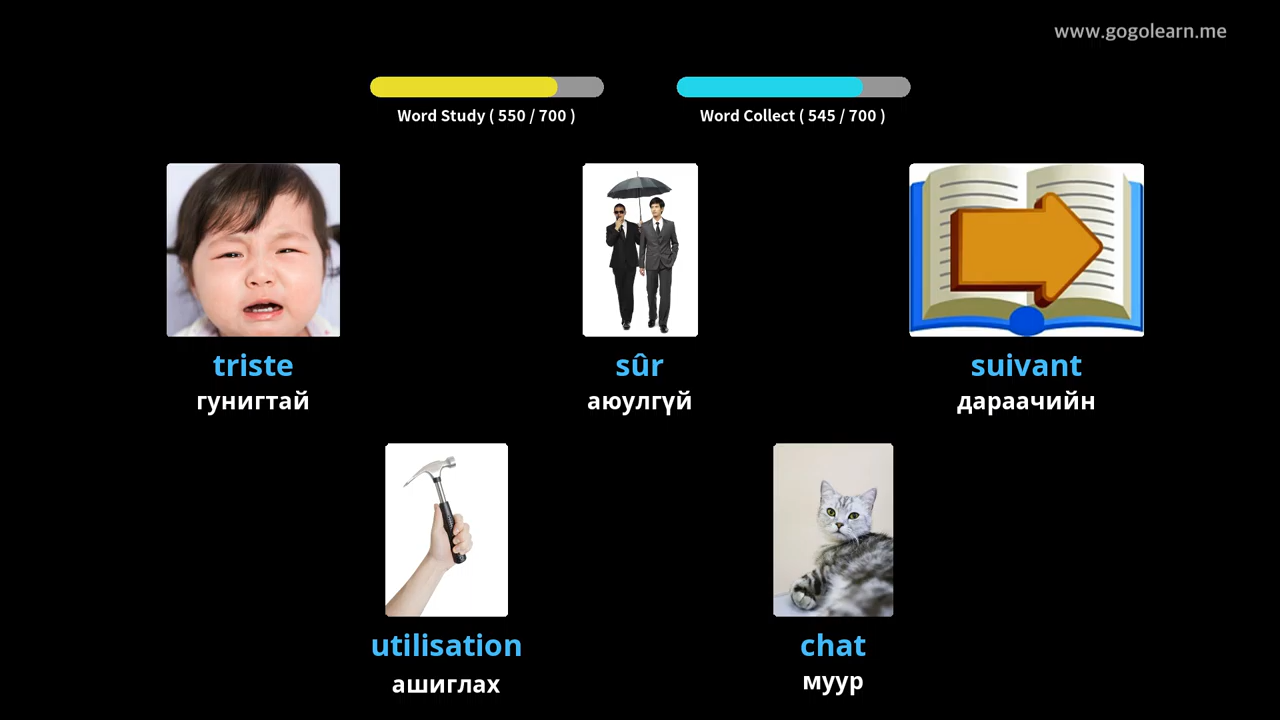 www.gogolearn.me
Word Study ( 550 / 700 )
Word Collect ( 545 / 700 )
triste
гунигтай
sûr
аюулгүй
suivant
дараачийн
utilisation
ашиглах
chat
муур